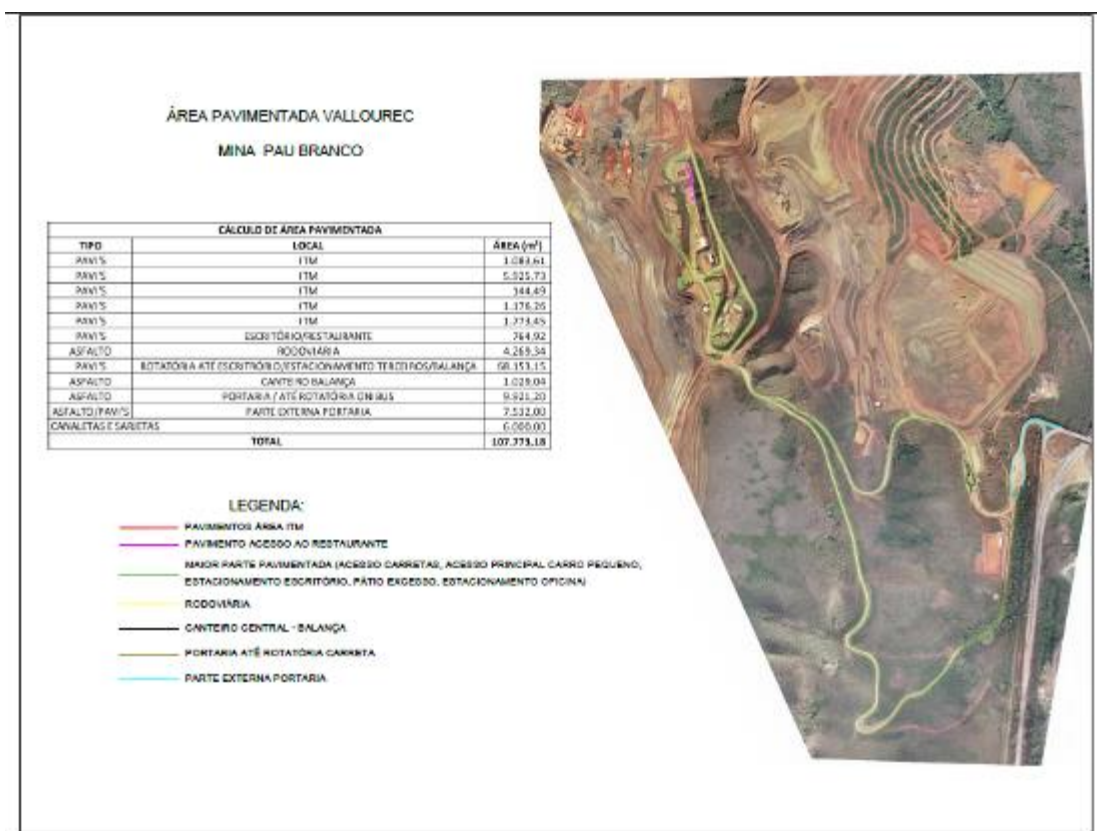 ÁREA PAVIMENTADA VALLOUREC
MINA PAU BRANCO
CÁLCULO DE ÁREA PAVIMENTADA
TIPO LOCAL ÁREA (m²)
PAVI'S ITM 1.083,61
PAVI'S ITM 5.925,73
PAVI'S ITM 144,49
PAVI'S ITM 1.176,26
PAVI'S ITM 1.773,45
PAVI'S ESCRITÓRIO/RESTAURANTE 764,92
ASFALTO RODOVIÁRIA 4.269,34
PAVI'S ROTATÓRIA ATÉ ESCRITRÓRIO/ESTACIONAMENTO TERCEIROS/BALANÇA 68.153,15
ASFALTO CANTEIRO BALANÇA 1.029,04
ASFALTO PORTARIA / ATÉ ROTATÓRIA ONIBUS 9.921,20
ASFALTO/PAVI'S PARTE EXTERNA PORTARIA 7.532,00
CANALETAS E SARJETAS 6.000,00
TOTAL 107.773,18
LEGENDA:
PAVIMENTOS ÁREA ITM
PAVIMENTO ACESSO AO RESTAURANTE
MAIOR PARTE PAVIMENTADA (ACESSO CARRETAS, ACESSO PRINCIPAL CARRO PEQUENO,
ESTACIONAMENTO ESCRITÓRIO, PÁTIO EXCESSO, ESTACIONAMENTO OFICINA)
RODOVIÁRIA
CANTEIRO CENTRAL - BALANÇA
PORTARIA ATÉ ROTATÓRIA CARRETA
PARTE EXTERNA PORTARIA